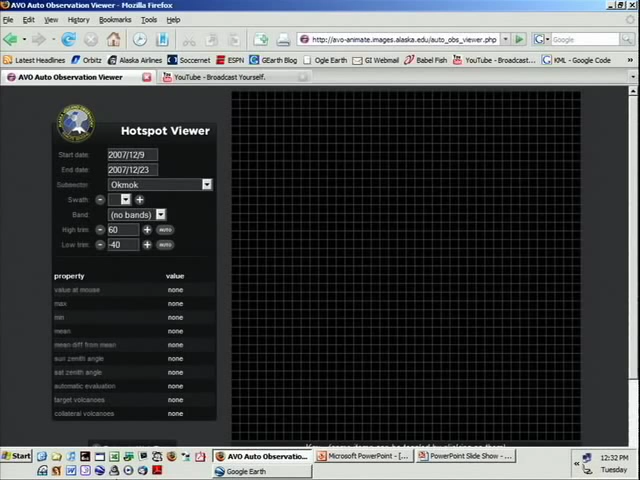 AVO Auto Observation Viewer - Mozilla Firefox
File Edit View History Bookmarks Tools Help
http://avo-animate.images.alaska.edu/auto_obs_viewer.php
Google
Latest Headlines Orbitz Alaska Airlines Soccernet ESPN GEarth Blog Ogle Earth GI Webmail Babel Fish YouTube - Broadcast... KML - Google Code
AVO Auto Observation Viewer YouTube - Broadcast Yourself.
Hotspot Viewer
Start date: 2007/12/9
End date: 2007/12/23
Subsector: Okmok
Swath: - +
Band: (no bands)
High trim: - 60 + AUTO
Low trim: - -40 + AUTO
property value
value at mouse none
max none
min none
mean none
mean diff from mean none
sun zenith angle none
sat zenith angle none
automatic evaluation none
target volcanoes none
collateral volcanoes none
Start AVO Auto Observatio... Microsoft PowerPoint - [... PowerPoint Slide Show - ... 12:32 PM
Google Earth Tuesday